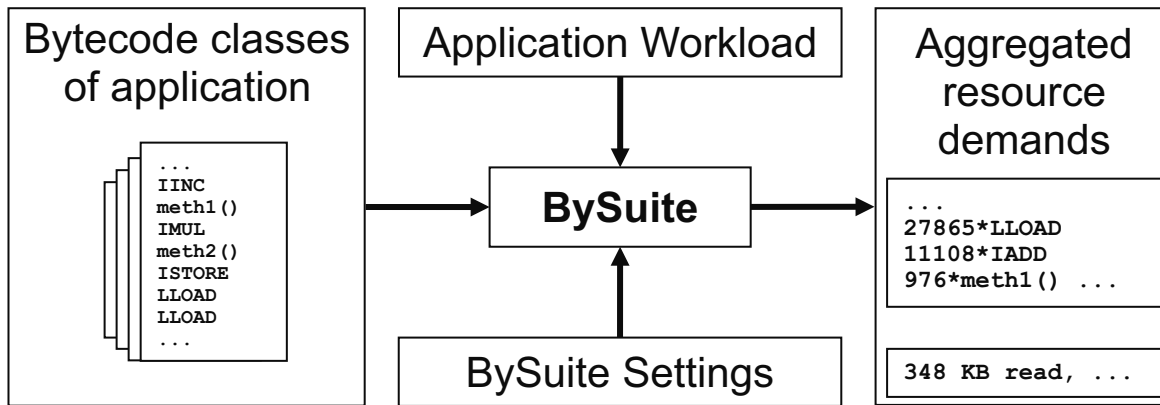 Bytecode classes
of application
...
IINC
meth1()
IMUL
meth2()
ISTORE
LLOAD
LLOAD
...
Application Workload
BySuite
BySuite Settings
Aggregated
resource
demands
...
27865*LLOAD
11108*IADD
976*meth1() ...
348 KB read, ...